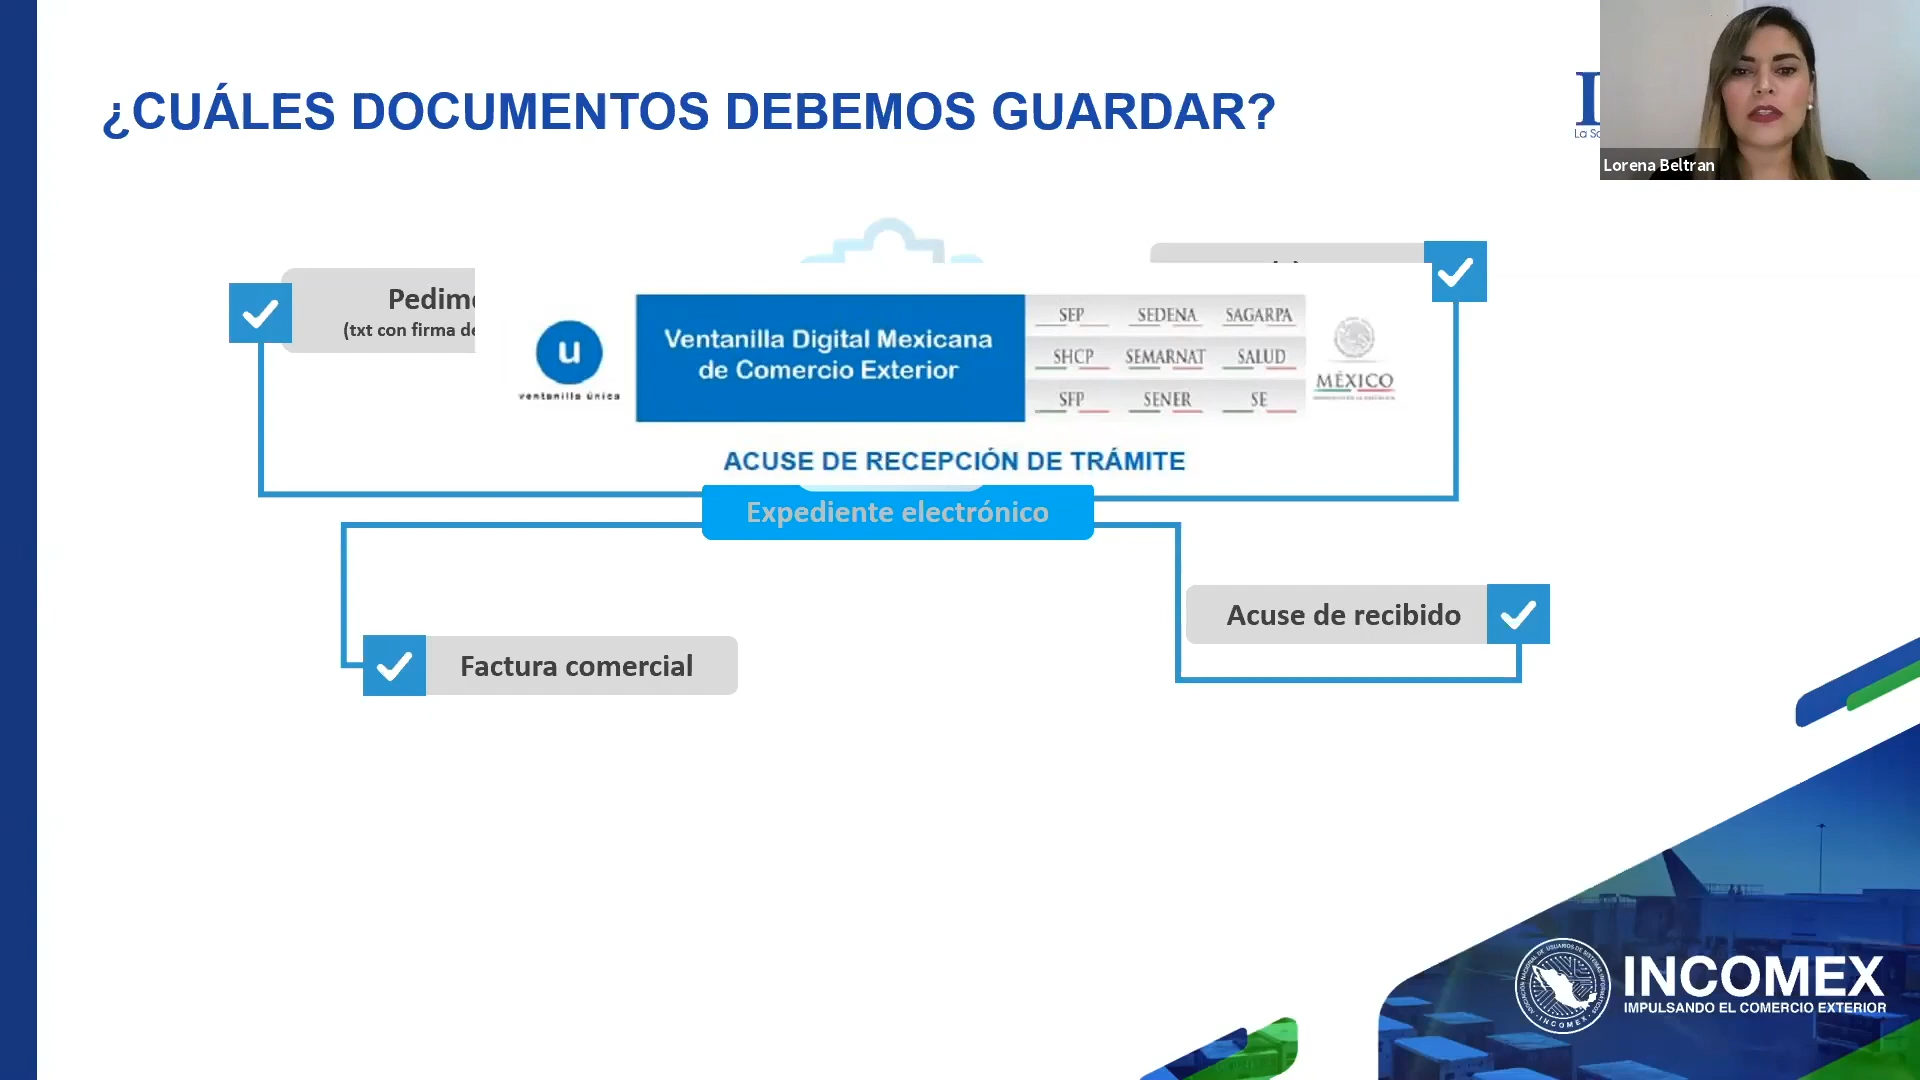 ¿CUÁLES DOCUMENTOS DEBEMOS GUARDAR?
La
Lorena Beltran
(txt con firma
u
ventanilla única
Ventanilla Digital Mexicana
de Comercio Exterior
SEP SEDENA SAGARPA
SHCP SEMARNAT SALUD
SFP SENER SE
MÉXICO
ACUSE DE RECEPCIÓN DE TRÁMITE
Expediente electrónico
Acuse de recibido
Factura comercial
INCOMEX
IMPULSANDO EL COMERCIO EXTERIOR